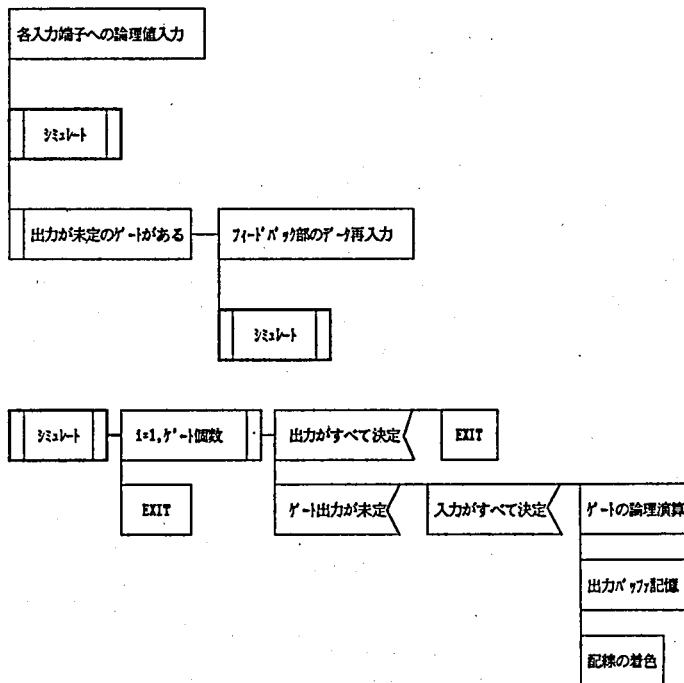 各入力端子への論理値入力
ｼﾐｭﾚｰﾄ
出力が未定のｹﾞｰﾄがある
ﾌｨｰﾄﾞﾊﾞｯｸ部のﾃﾞｰﾀ再入力
ｼﾐｭﾚｰﾄ
ｼﾐｭﾚｰﾄ
i=1,ｹﾞｰﾄ個数
出力がすべて決定
EXIT
EXIT
ｹﾞｰﾄ出力が未定
入力がすべて決定
ｹﾞｰﾄの論理演算
出力ﾊﾞｯﾌｧ記憶
配線の着色